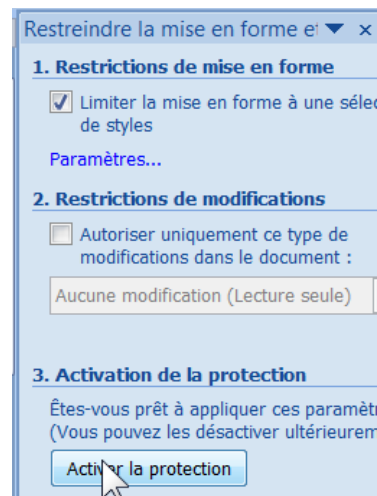 Restreindre la mise en forme et
1. Restrictions de mise en forme
Limiter la mise en forme à une sélec
de styles
Paramètres...
2. Restrictions de modifications
Autoriser uniquement ce type de
modifications dans le document :
Aucune modification (Lecture seule)
3. Activation de la protection
Êtes-vous prêt à appliquer ces paramètr
(Vous pouvez les désactiver ultérieurem
Activer la protection